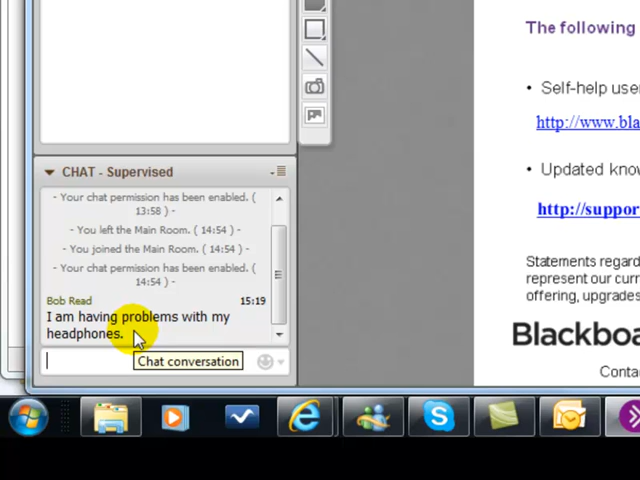 The following
• Self-help use
http://www.bla
• Updated kno
http://suppor
Statements regard
represent our curr
offering, upgrades
Blackboa
Conta
CHAT - Supervised
- Your chat permission has been enabled. (
13:58 ) -
- You left the Main Room. ( 14:54 ) -
- You joined the Main Room. ( 14:54 ) -
- Your chat permission has been enabled. (
14:54 ) -
Bob Read 15:19
I am having problems with my
headphones.
Chat conversation